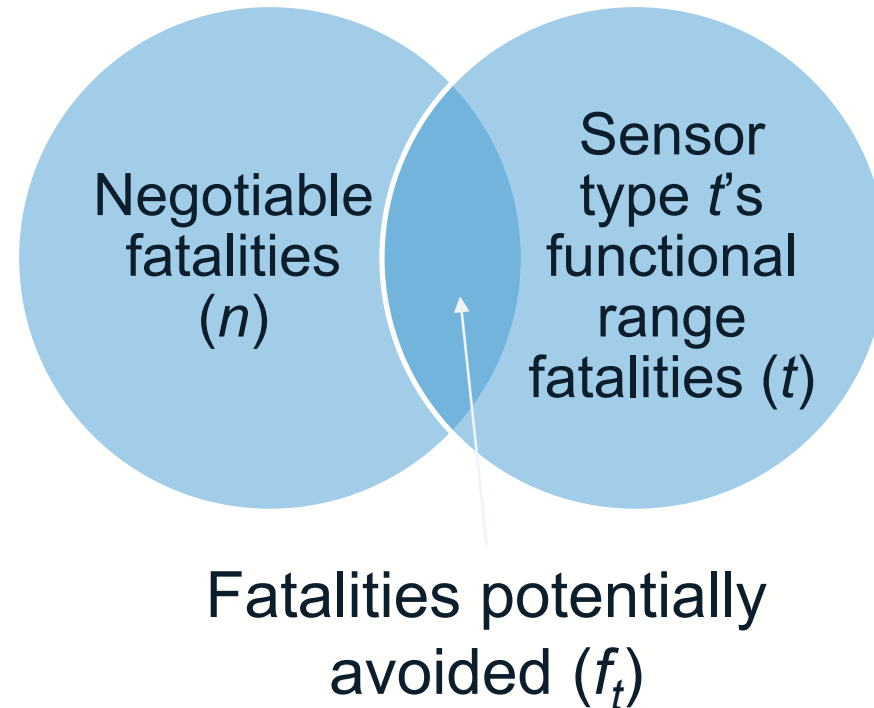 Negotiable
fatalities
(n)
Sensor
type t's
functional
range
fatalities (t)
Fatalities potentially
avoided (fₜ)